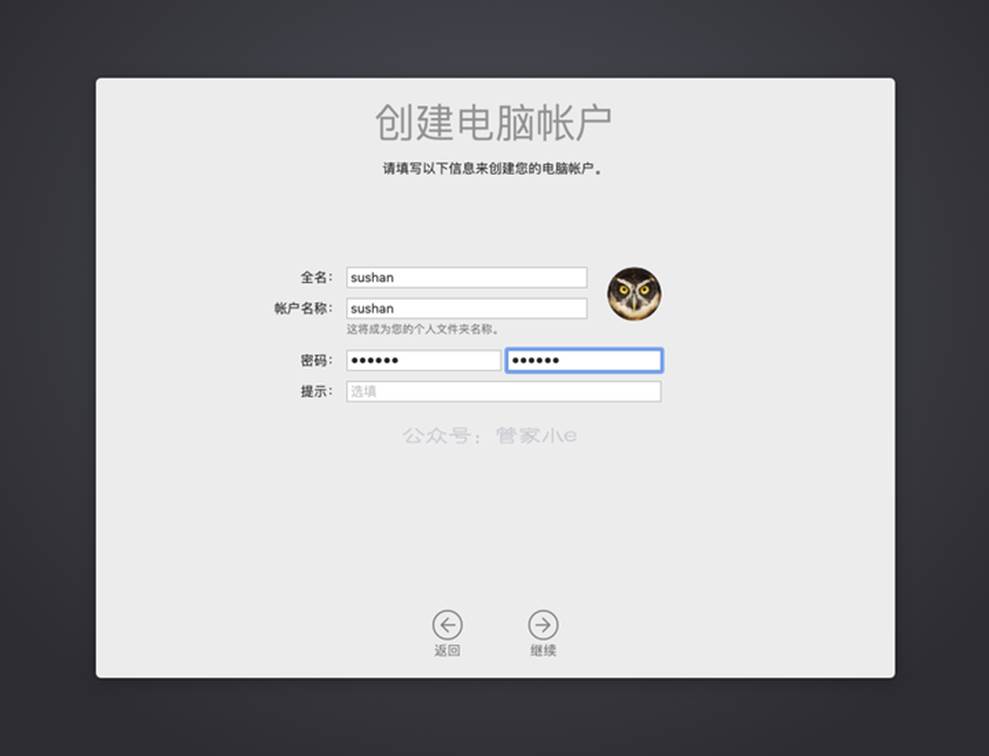 创建电脑帐户
请填写以下信息来创建您的电脑帐户。
全名： sushan
帐户名称： sushan
这将成为您的个人文件夹名称。
密码： •••••• ••••••
提示： 选填
公众号：管家小e
返回 继续